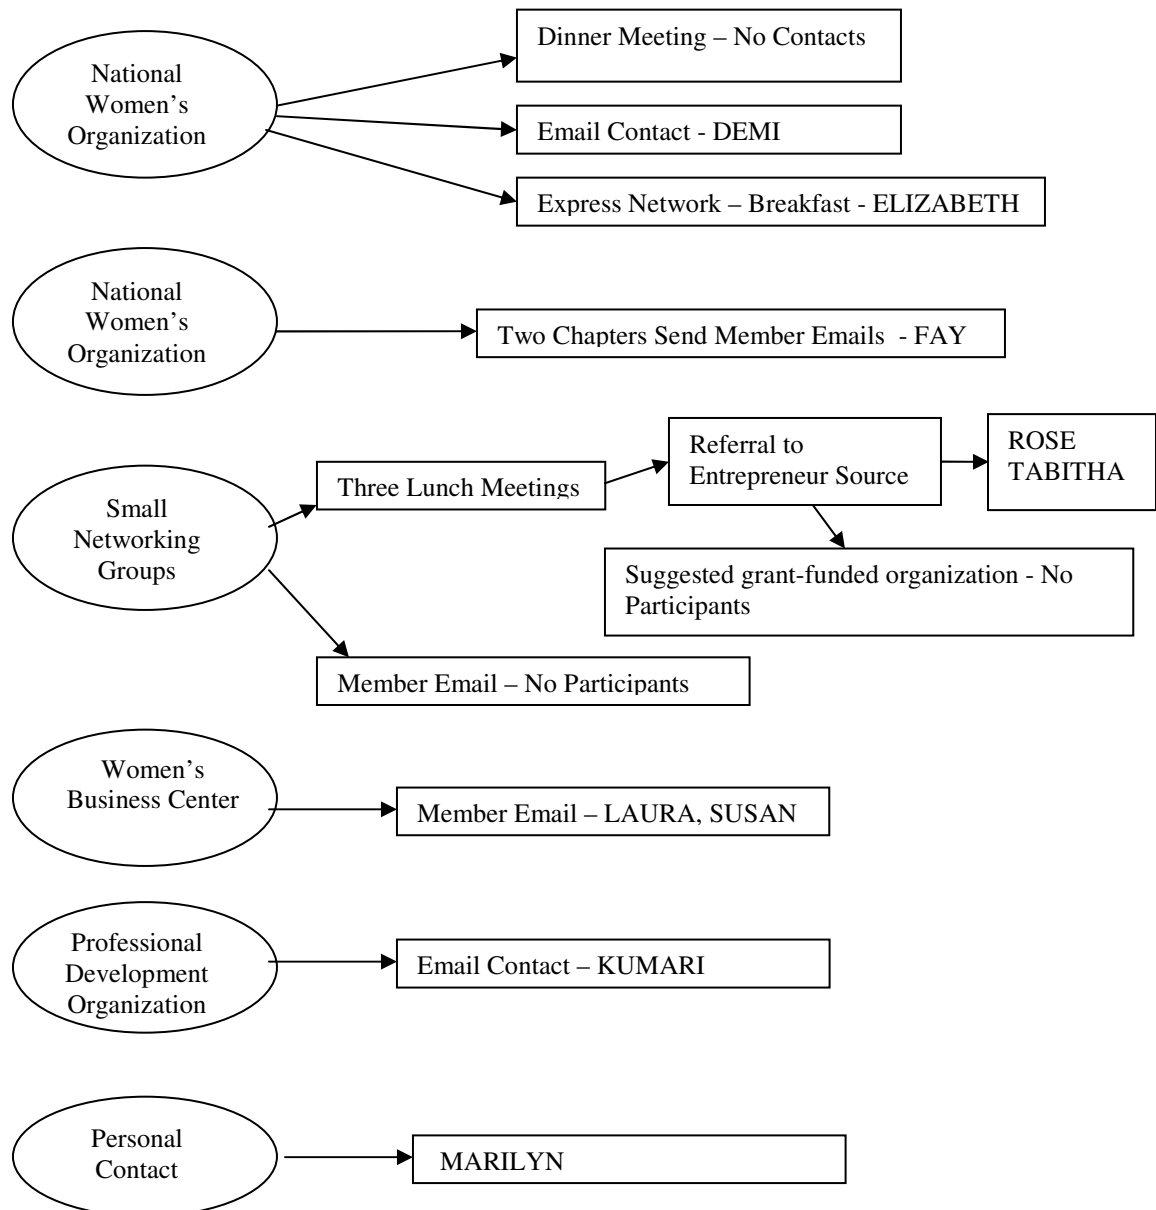 National
Women's
Organization
Dinner Meeting – No Contacts
Email Contact - DEMI
Express Network – Breakfast - ELIZABETH
National
Women's
Organization
Two Chapters Send Member Emails - FAY
Small
Networking
Groups
Three Lunch Meetings
Referral to
Entrepreneur Source
ROSE
TABITHA
Suggested grant-funded organization - No
Participants
Member Email – No Participants
Women's
Business Center
Member Email – LAURA, SUSAN
Professional
Development
Organization
Email Contact – KUMARI
Personal
Contact
MARILYN